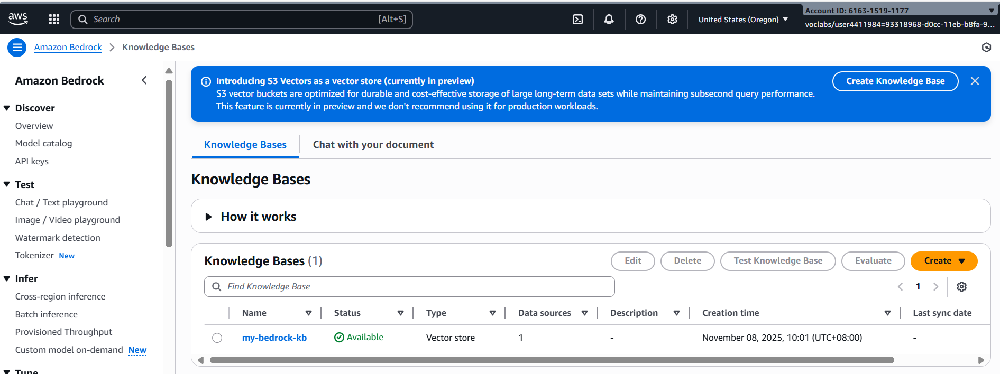 aws
Search [Alt+S]
United States (Oregon)
Account ID: 6163-1519-1177
voclabs/user4411984=93318968-d0cc-11eb-b8fa-9...
Amazon Bedrock > Knowledge Bases
Amazon Bedrock
Discover
Overview
Model catalog
API keys
Test
Chat / Text playground
Image / Video playground
Watermark detection
Tokenizer New
Infer
Cross-region inference
Batch inference
Provisioned Throughput
Custom model on-demand New
Tune
Introducing S3 Vectors as a vector store (currently in preview)
S3 vector buckets are optimized for durable and cost-effective storage of large long-term data sets while maintaining subsecond query performance.
This feature is currently in preview and we don't recommend using it for production workloads.
Create Knowledge Base
Knowledge Bases
Chat with your document
Knowledge Bases
How it works
Knowledge Bases (1)
Edit
Delete
Test Knowledge Base
Evaluate
Create
Find Knowledge Base
1
Name Status Type Data sources Description Creation time Last sync date
my-bedrock-kb Available Vector store 1 - November 08, 2025, 10:01 (UTC+08:00) -